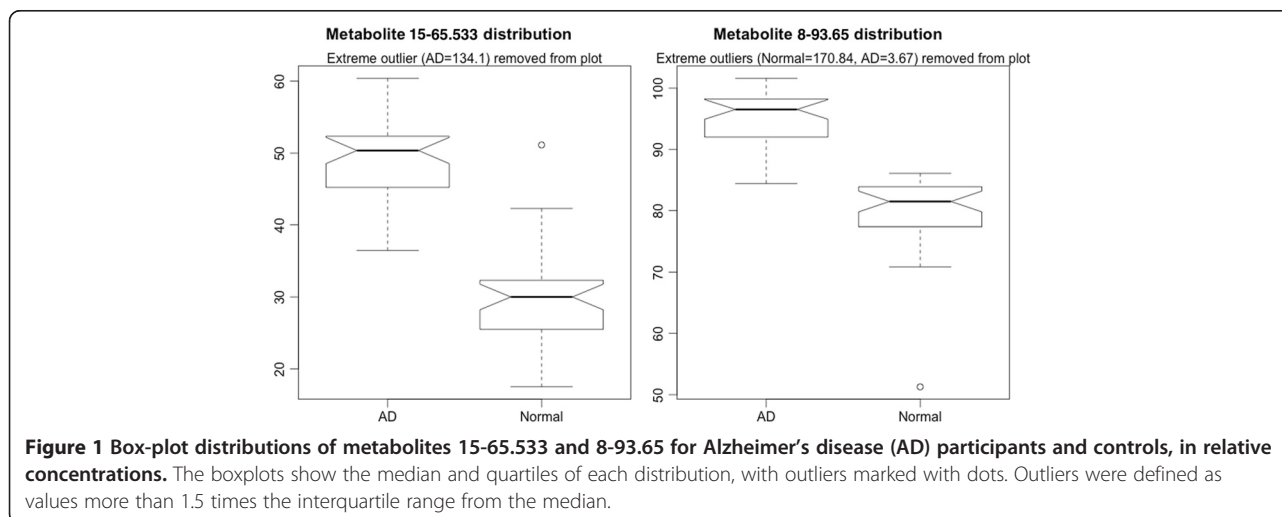 Metabolite 15-65.533 distribution
Extreme outlier (AD=134.1) removed from plot
60
50
40
30
20
AD
Normal
Metabolite 8-93.65 distribution
Extreme outliers (Normal=170.84, AD=3.67) removed from plot
100
90
80
70
60
50
AD
Normal
Figure 1 Box-plot distributions of metabolites 15-65.533 and 8-93.65 for Alzheimer's disease (AD) participants and controls, in relative
concentrations. The boxplots show the median and quartiles of each distribution, with outliers marked with dots. Outliers were defined as
values more than 1.5 times the interquartile range from the median.